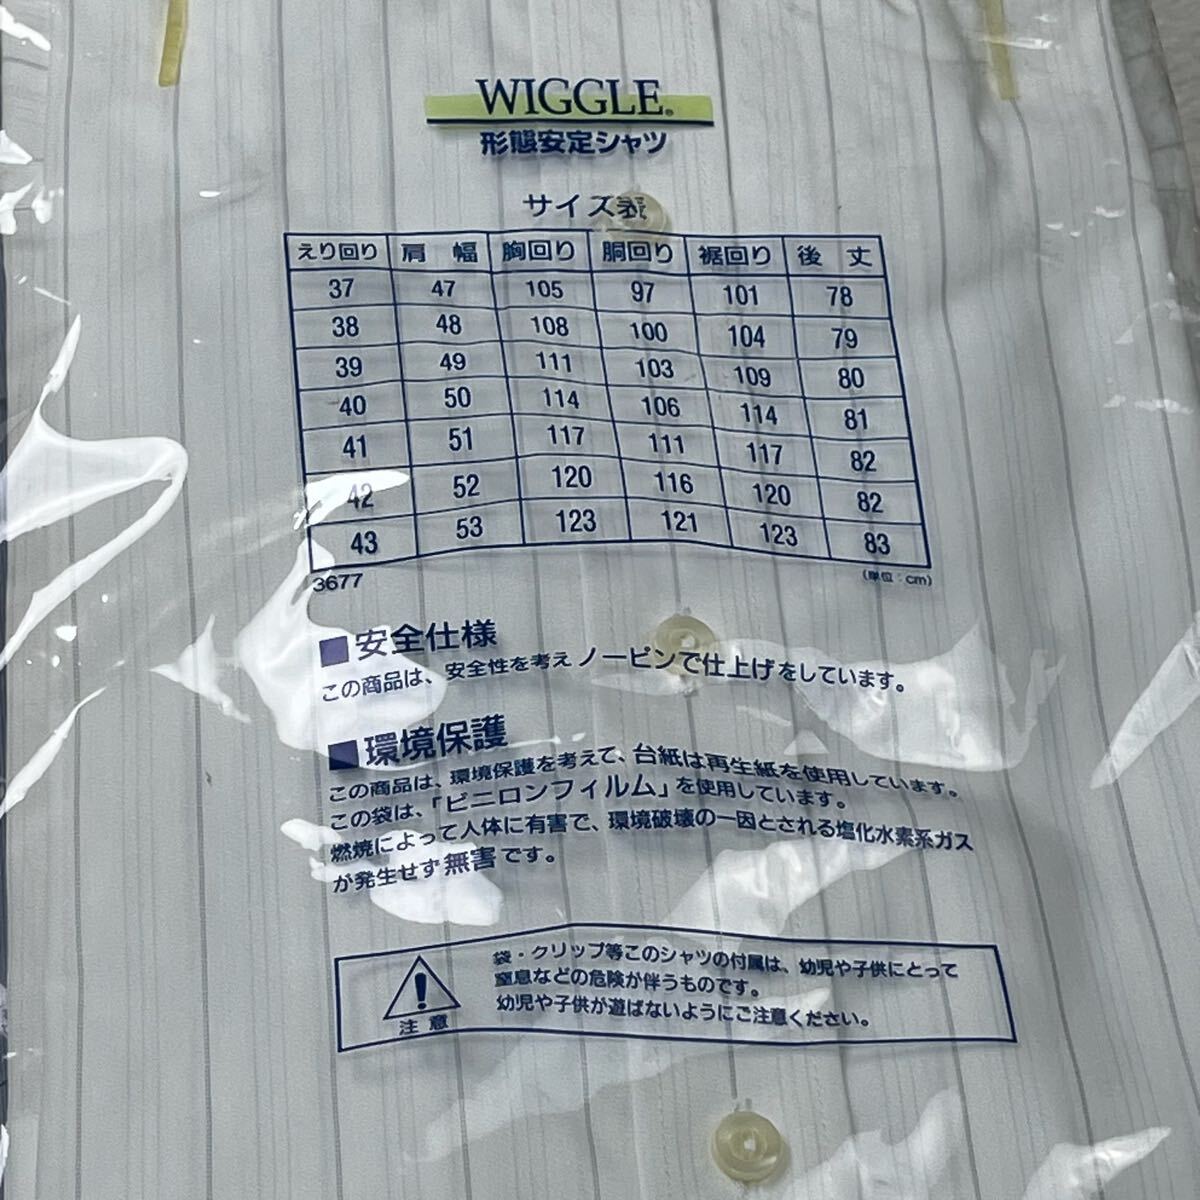 WIGGLE®
形態安定シャツ
サイズ表
えり回り 肩 幅 胸回り 胴回り 裾回り 後 丈
37 47 105 97 101 78
38 48 108 100 104 79
39 49 111 103 109 80
40 50 114 106 114 81
41 51 117 111 117 82
42 52 120 116 120 82
43 53 123 121 123 83
3677 (単位:cm)
■安全仕様
この商品は、安全性を考えノーピンで仕上げをしています。
■環境保護
この商品は、環境保護を考えて、台紙は再生紙を使用しています。
この袋は、「ビニロンフィルム」を使用しています。
燃焼によって人体に有害で、環境破壊の一因とされる塩化水素系ガス
が発生せず無害です。
注意
袋・クリップ等このシャツの付属は、幼児や子供にとって
窒息などの危険が伴うものです。
幼児や子供が遊ばないようにご注意ください。